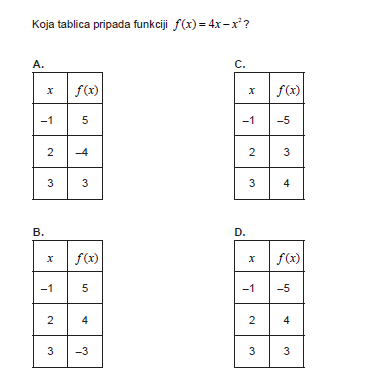 Koja tablica pripada funkciji f(x) = 4x – x² ?
A.
x f(x)
–1 5
2 –4
3 3
C.
x f(x)
–1 –5
2 3
3 4
B.
x f(x)
–1 5
2 4
3 –3
D.
x f(x)
–1 –5
2 4
3 3